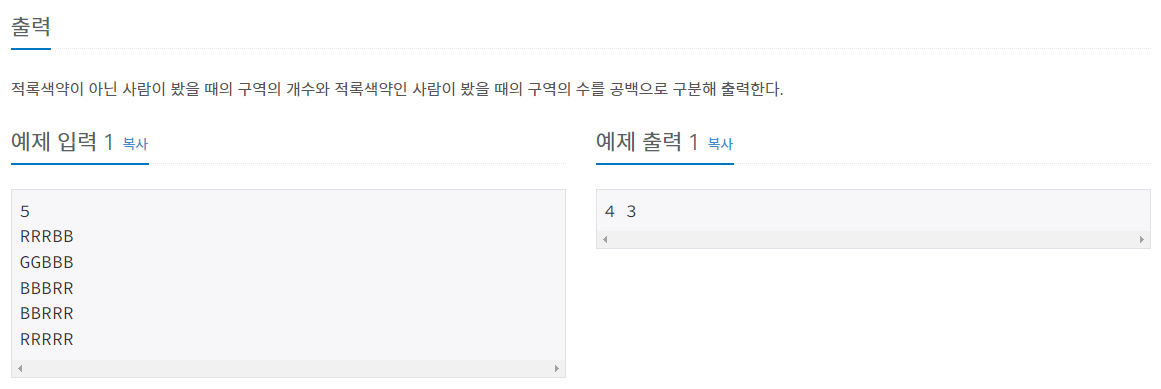 출력
적록색약이 아닌 사람이 봤을 때의 구역의 개수와 적록색약인 사람이 봤을 때의 구역의 수를 공백으로 구분해 출력한다.
예제 입력 1 복사
5
RRRBB
GGBBB
BBBRR
BBRRR
RRRRR
예제 출력 1 복사
4 3